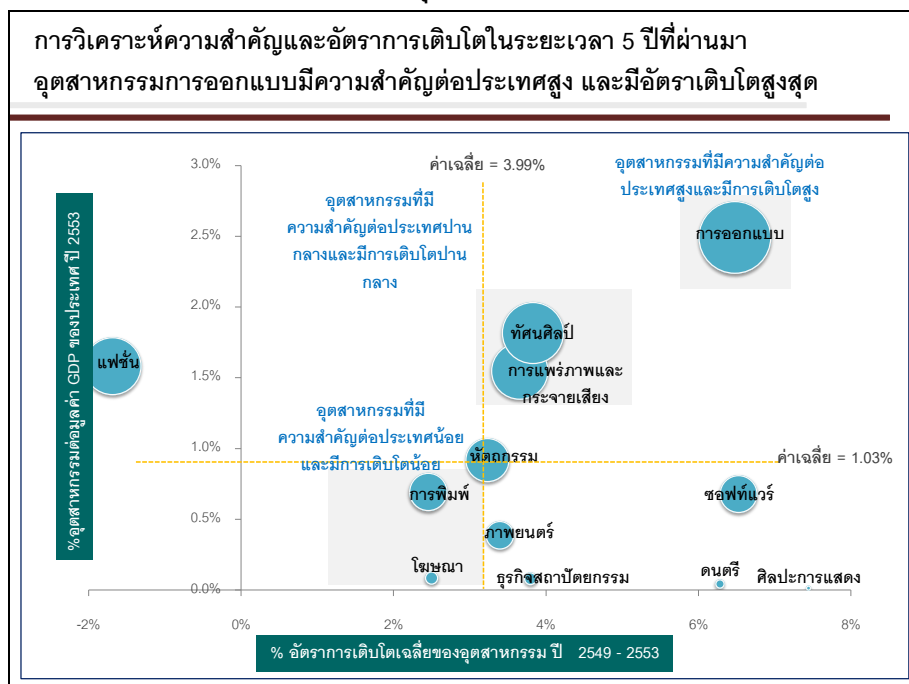 การวิเคราะห์ความสำคัญและอัตราการเติบโตในระยะเวลา 5 ปีที่ผ่านมา
อุตสาหกรรมการออกแบบมีความสำคัญต่อประเทศสูง และมีอัตราเติบโตสูงสุด
%อุตสาหกรรมต่อมูลค่า GDP ของประเทศ ปี 2553
3.0%
2.5%
2.0%
1.5%
1.0%
0.5%
0.0%
ค่าเฉลี่ย = 3.99%
อุตสาหกรรมที่มีความสำคัญต่อ
ประเทศสูงและมีการเติบโตสูง
อุตสาหกรรมที่มี
ความสำคัญต่อประเทศปาน
กลางและมีการเติบโตปาน
กลาง
การออกแบบ
ทัศนศิลป์
แฟชั่น
การแพร่ภาพและ
กระจายเสียง
อุตสาหกรรมที่มี
ความสำคัญต่อประเทศน้อย
และมีการเติบโตน้อย
หัตถกรรม
ค่าเฉลี่ย = 1.03%
การพิมพ์
ซอฟท์แวร์
ภาพยนตร์
โฆษณา
ธุรกิจสถาปัตยกรรม
ดนตรี
ศิลปะการแสดง
-2%
0%
2%
4%
6%
8%
% อัตราการเติบโตเฉลี่ยของอุตสาหกรรม ปี 2549 - 2553